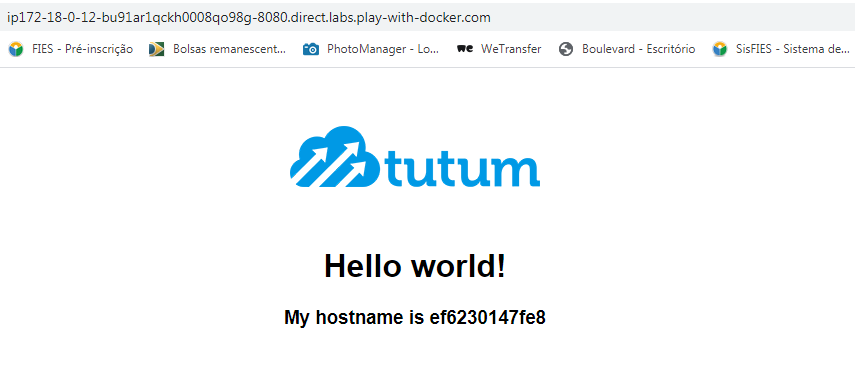 ip172-18-0-12-bu91ar1qckh0008qo98g-8080.direct.labs.play-with-docker.com
FIES - Pré-inscrição Bolsas remanescent... PhotoManager - Lo... we WeTransfer Boulevard - Escritório SisFIES - Sistema de...
tutum
Hello world!
My hostname is ef6230147fe8